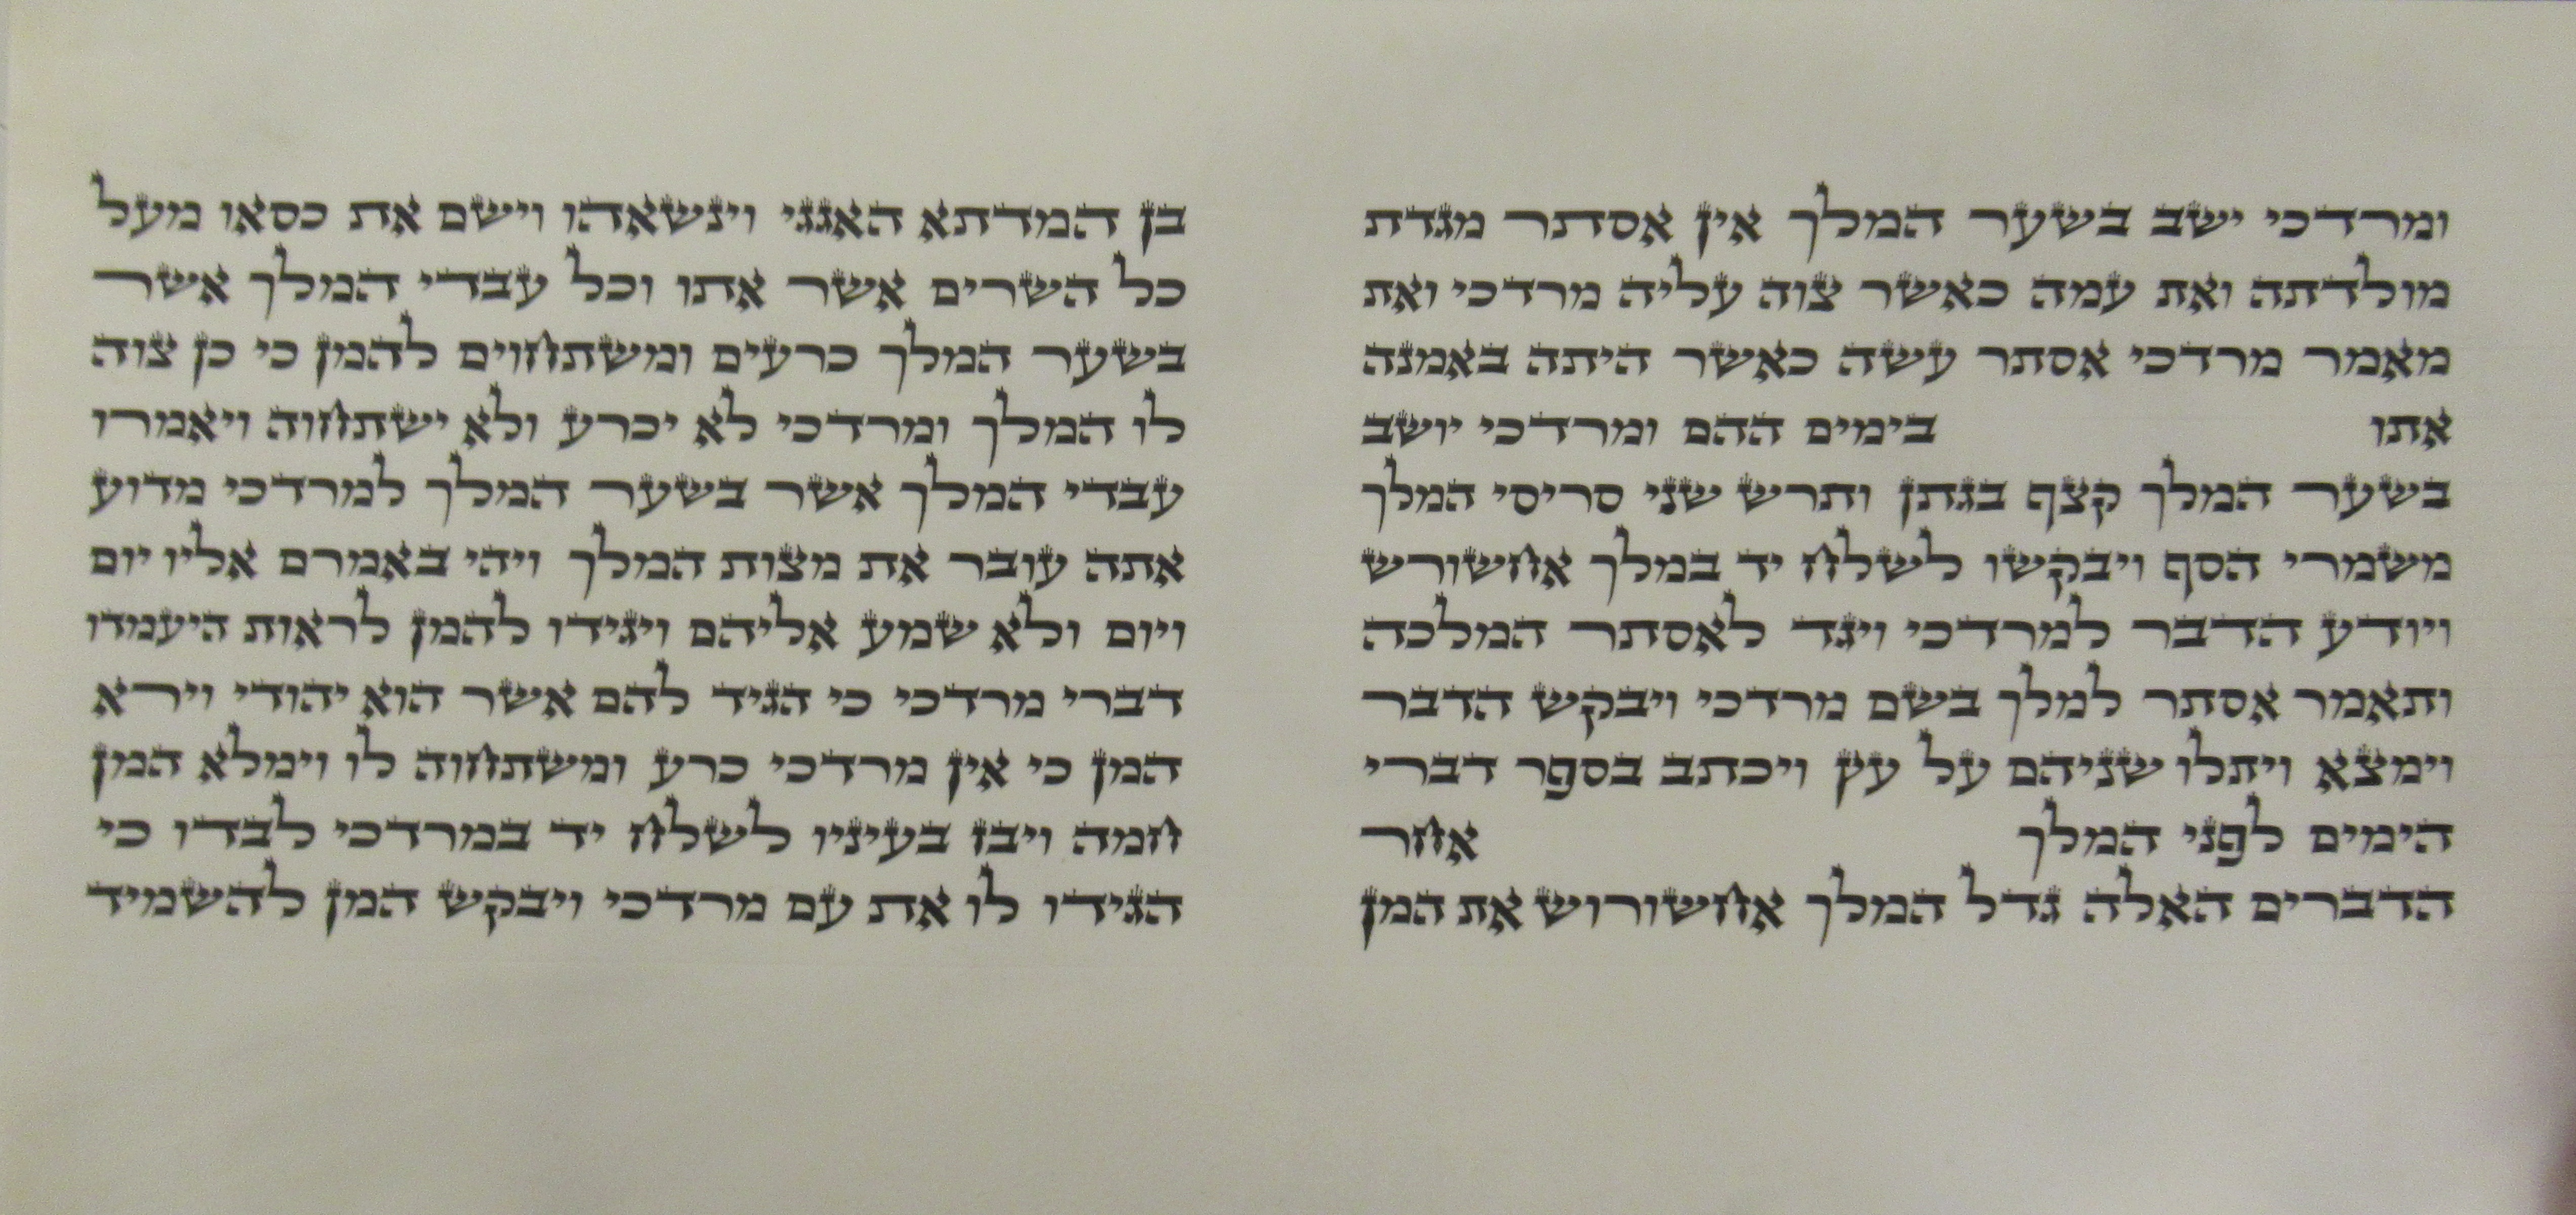 ומרדכי ישב בשער המלך אין אסתר מגדת
מולדתה ואת עמה כאשר צוה עליה מרדכי ואת
מאמר מרדכי אסתר עשה כאשר היתה באמנה
אתו בימים ההם ומרדכי יושב
בשער המלך קצף בגתן ותרש שני סריסי המלך
משמרי הסף ויבקשו לשלח יד במלך אחשורש
ויודע הדבר למרדכי ויגד לאסתר המלכה
ותאמר אסתר למלך בשם מרדכי ויבקש הדבר
וימצא ויתלו שניהם על עץ ויכתב בספר דברי
הימים לפני המלך אחר
הדברים האלה גדל המלך אחשורוש את המן
בן המדתא האגגי וינשאהו וישם את כסאו מעל
כל השרים אשר אתו וכל עבדי המלך אשר
בשער המלך כרעים ומשתחוים להמן כי כן צוה
לו המלך ומרדכי לא יכרע ולא ישתחוה ויאמרו
עבדי המלך אשר בשער המלך למרדכי מדוע
אתה עובר את מצות המלך ויהי באמרם אליו יום
ויום ולא שמע אליהם ויגידו להמן לראות היעמדו
דברי מרדכי כי הגיד להם אשר הוא יהודי וירא
המן כי אין מרדכי כרע ומשתחוה לו וימלא המן
חמה ויבז בעיניו לשלח יד במרדכי לבדו כי
הגידו לו את עם מרדכי ויבקש המן להשמיד